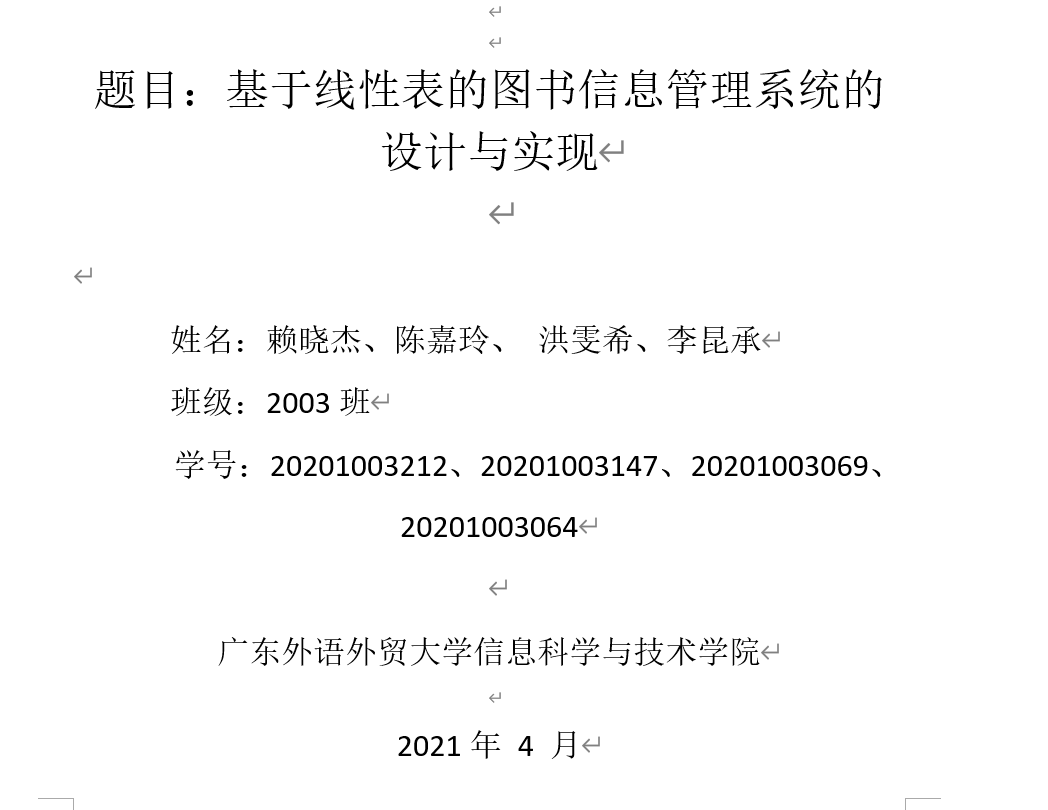 题目：基于线性表的图书信息管理系统的
设计与实现
姓名：赖晓杰、陈嘉玲、 洪雯希、李昆承
班级：2003 班
学号：20201003212、20201003147、20201003069、
20201003064
广东外语外贸大学信息科学与技术学院
2021 年 4 月